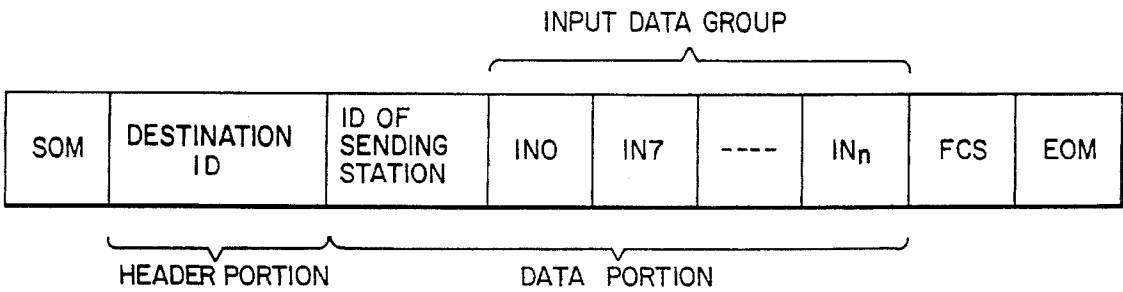 INPUT DATA GROUP
SOM
DESTINATION
ID
ID OF
SENDING
STATION
IN0
IN7
----
INn
FCS
EOM
HEADER PORTION
DATA PORTION